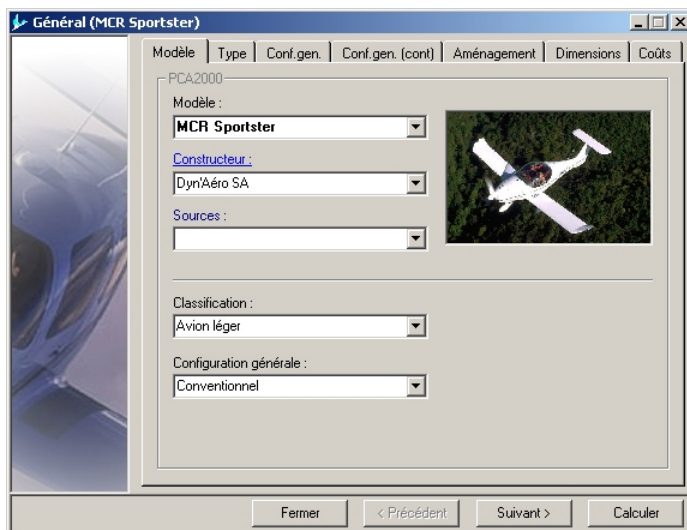 Général (MCR Sportster)
Modèle Type Conf.gen. Conf.gen. (cont) Aménagement Dimensions Coûts
PCA2000
Modèle :
MCR Sportster
Constructeur :
Dyn'Aéro SA
Sources :
Classification :
Avion léger
Configuration générale :
Conventionnel
Fermer < Précédent Suivant > Calculer